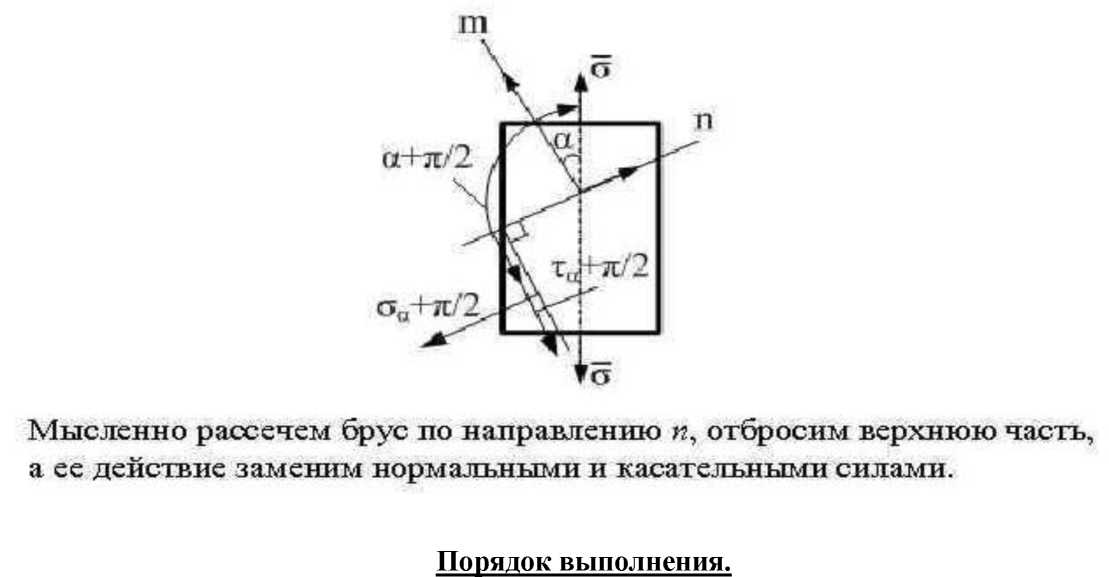 m
σ̅
n
α
α+π/2
τα+π/2
σα+π/2
σ̅
Мысленно рассечем брус по направлению n, отбросим верхнюю часть,
а ее действие заменим нормальными и касательными силами.
Порядок выполнения.